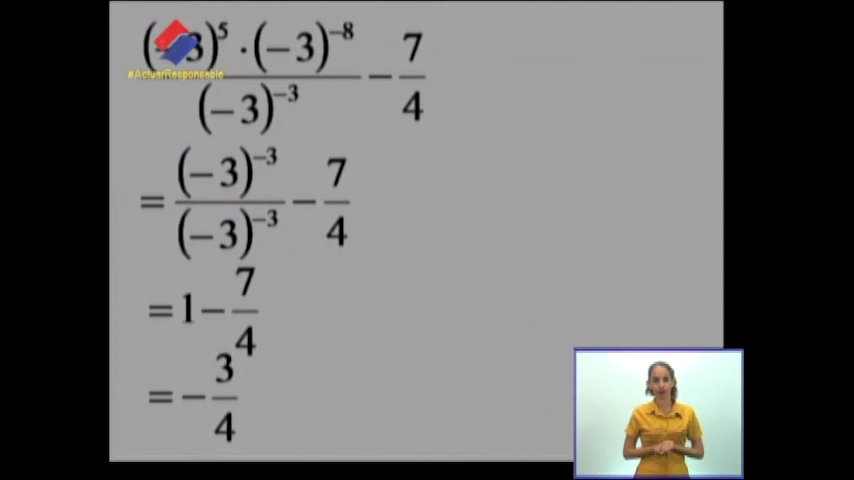 (-3)^5 · (-3)^{-8} / (-3)^{-3} - 7/4
#ActuarResponsable
= (-3)^{-3} / (-3)^{-3} - 7/4
= 1 - 7/4
= - 3/4